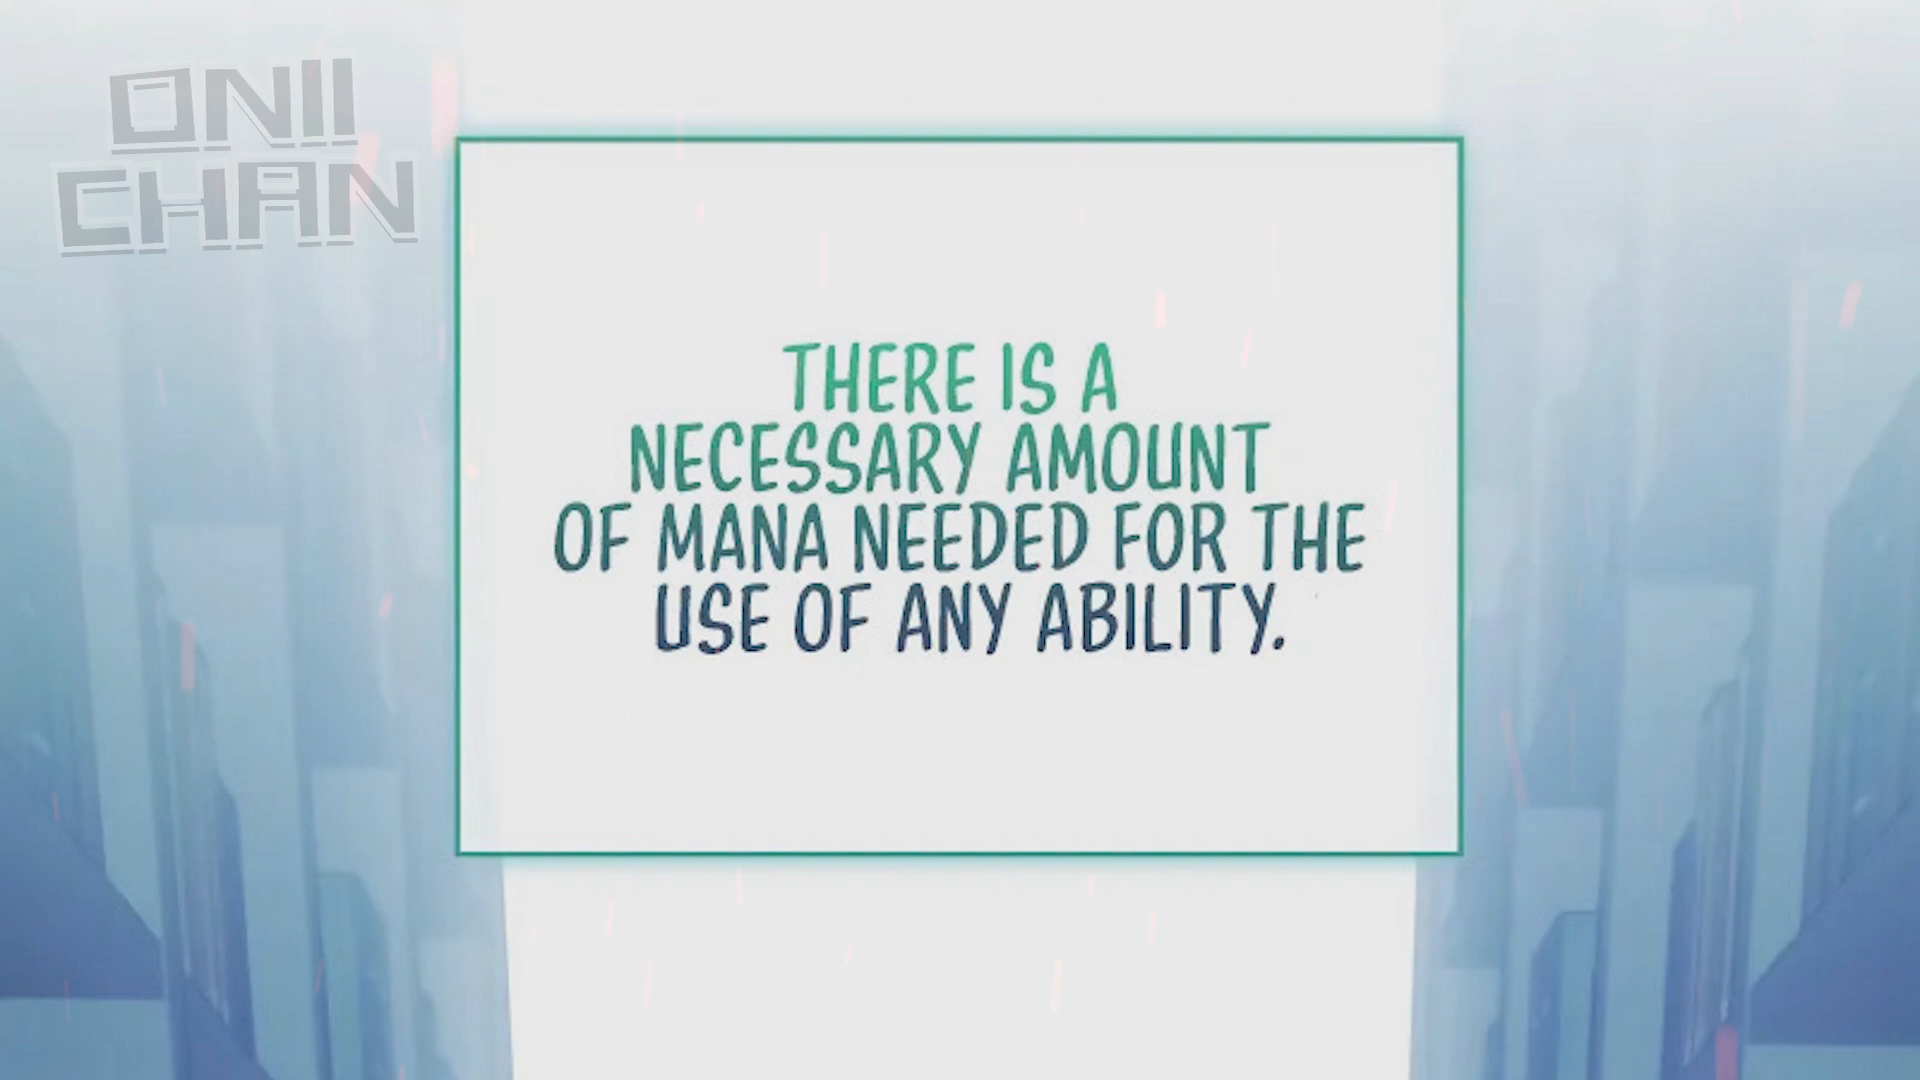 ONII
CHAN
THERE IS A
NECESSARY AMOUNT
OF MANA NEEDED FOR THE
USE OF ANY ABILITY.